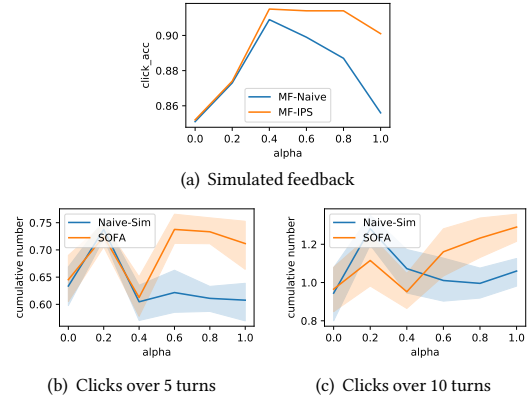 click_acc
0.90
0.88
0.86
MF-Naive
MF-IPS
0.0 0.2 0.4 0.6 0.8 1.0
alpha
(a) Simulated feedback
cumulative number
0.75
0.70
0.65
0.60
Naive-Sim
SOFA
0.0 0.2 0.4 0.6 0.8 1.0
alpha
(b) Clicks over 5 turns
cumulative number
1.2
1.0
0.8
Naive-Sim
SOFA
0.0 0.2 0.4 0.6 0.8 1.0
alpha
(c) Clicks over 10 turns